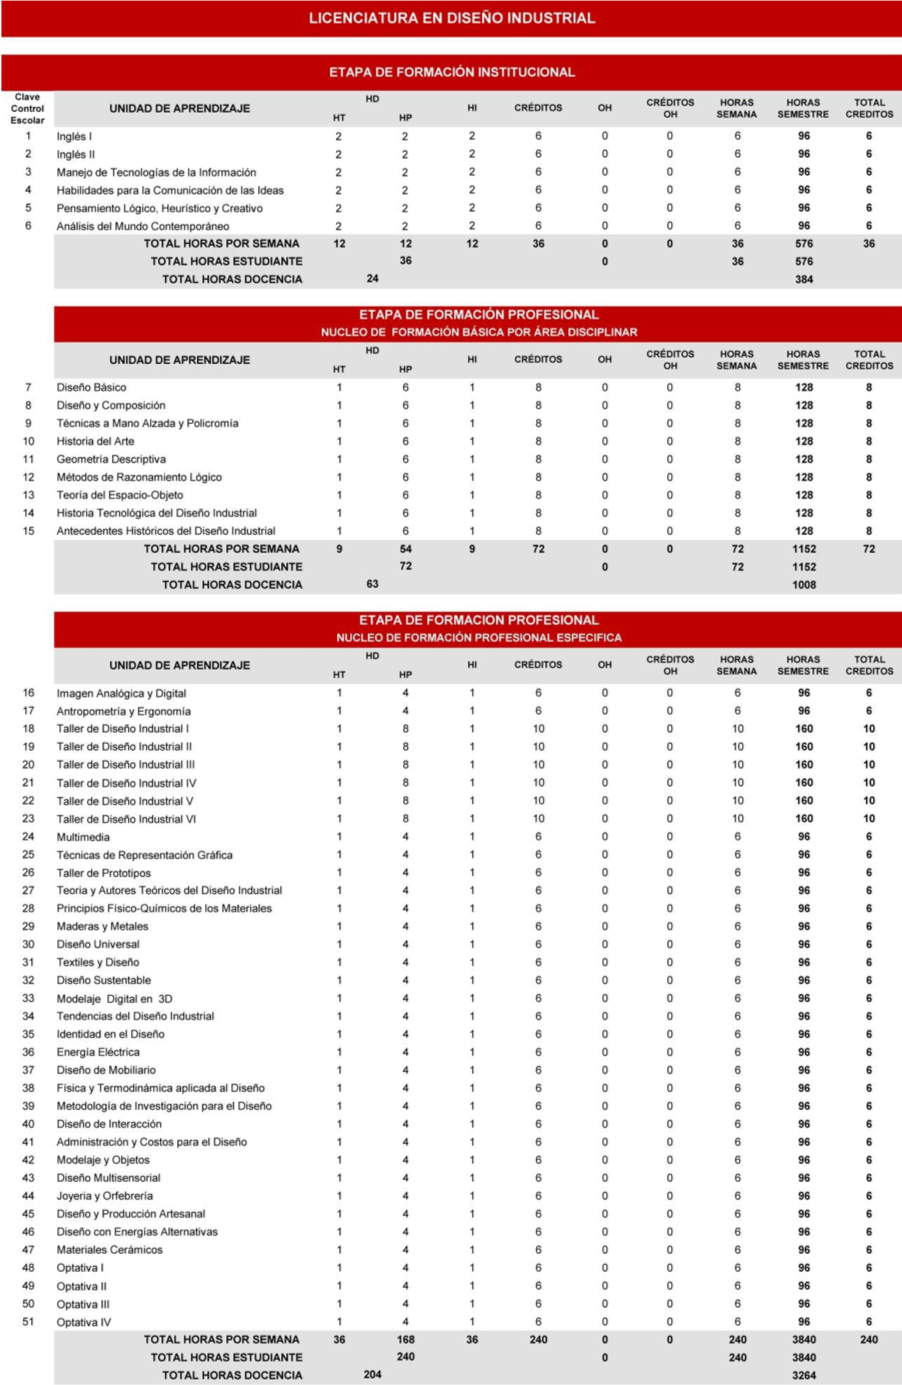 LICENCIATURA EN DISEÑO INDUSTRIAL
ETAPA DE FORMACIÓN INSTITUCIONAL
Clave Control Escolar UNIDAD DE APRENDIZAJE HD HT HP HI CRÉDITOS OH CRÉDITOS OH HORAS SEMANA HORAS SEMESTRE TOTAL CREDITOS
1 Inglés I 2 2 2 6 0 0 6 96 6
2 Inglés II 2 2 2 6 0 0 6 96 6
3 Manejo de Tecnologías de la Información 2 2 2 6 0 0 6 96 6
4 Habilidades para la Comunicación de las Ideas 2 2 2 6 0 0 6 96 6
5 Pensamiento Lógico, Heurístico y Creativo 2 2 2 6 0 0 6 96 6
6 Análisis del Mundo Contemporáneo 2 2 2 6 0 0 6 96 6
TOTAL HORAS POR SEMANA 12 12 12 36 0 0 36 576 36
TOTAL HORAS ESTUDIANTE 36 0 36 576
TOTAL HORAS DOCENCIA 24 384
ETAPA DE FORMACIÓN PROFESIONAL
NUCLEO DE FORMACIÓN BÁSICA POR ÁREA DISCIPLINAR
UNIDAD DE APRENDIZAJE HD HT HP HI CRÉDITOS OH CRÉDITOS OH HORAS SEMANA HORAS SEMESTRE TOTAL CREDITOS
7 Diseño Básico 1 6 1 8 0 0 8 128 8
8 Diseño y Composición 1 6 1 8 0 0 8 128 8
9 Técnicas a Mano Alzada y Policromía 1 6 1 8 0 0 8 128 8
10 Historia del Arte 1 6 1 8 0 0 8 128 8
11 Geometría Descriptiva 1 6 1 8 0 0 8 128 8
12 Métodos de Razonamiento Lógico 1 6 1 8 0 0 8 128 8
13 Teoría del Espacio-Objeto 1 6 1 8 0 0 8 128 8
14 Historia Tecnológica del Diseño Industrial 1 6 1 8 0 0 8 128 8
15 Antecedentes Históricos del Diseño Industrial 1 6 1 8 0 0 8 128 8
TOTAL HORAS POR SEMANA 9 54 9 72 0 0 72 1152 72
TOTAL HORAS ESTUDIANTE 72 0 72 1152
TOTAL HORAS DOCENCIA 63 1008
ETAPA DE FORMACION PROFESIONAL
NUCLEO DE FORMACIÓN PROFESIONAL ESPECIFICA
UNIDAD DE APRENDIZAJE HD HT HP HI CRÉDITOS OH CRÉDITOS OH HORAS SEMANA HORAS SEMESTRE TOTAL CREDITOS
16 Imagen Analógica y Digital 1 4 1 6 0 0 6 96 6
17 Antropometría y Ergonomía 1 4 1 6 0 0 6 96 6
18 Taller de Diseño Industrial I 1 8 1 10 0 0 10 160 10
19 Taller de Diseño Industrial II 1 8 1 10 0 0 10 160 10
20 Taller de Diseño Industrial III 1 8 1 10 0 0 10 160 10
21 Taller de Diseño Industrial IV 1 8 1 10 0 0 10 160 10
22 Taller de Diseño Industrial V 1 8 1 10 0 0 10 160 10
23 Taller de Diseño Industrial VI 1 8 1 10 0 0 10 160 10
24 Multimedia 1 4 1 6 0 0 6 96 6
25 Técnicas de Representación Gráfica 1 4 1 6 0 0 6 96 6
26 Taller de Prototipos 1 4 1 6 0 0 6 96 6
27 Teoria y Autores Teóricos del Diseño Industrial 1 4 1 6 0 0 6 96 6
28 Principios Físico-Químicos de los Materiales 1 4 1 6 0 0 6 96 6
29 Maderas y Metales 1 4 1 6 0 0 6 96 6
30 Diseño Universal 1 4 1 6 0 0 6 96 6
31 Textiles y Diseño 1 4 1 6 0 0 6 96 6
32 Diseño Sustentable 1 4 1 6 0 0 6 96 6
33 Modelaje Digital en 3D 1 4 1 6 0 0 6 96 6
34 Tendencias del Diseño Industrial 1 4 1 6 0 0 6 96 6
35 Identidad en el Diseño 1 4 1 6 0 0 6 96 6
36 Energía Eléctrica 1 4 1 6 0 0 6 96 6
37 Diseño de Mobiliario 1 4 1 6 0 0 6 96 6
38 Física y Termodinámica aplicada al Diseño 1 4 1 6 0 0 6 96 6
39 Metodología de Investigación para el Diseño 1 4 1 6 0 0 6 96 6
40 Diseño de Interacción 1 4 1 6 0 0 6 96 6
41 Administración y Costos para el Diseño 1 4 1 6 0 0 6 96 6
42 Modelaje y Objetos 1 4 1 6 0 0 6 96 6
43 Diseño Multisensorial 1 4 1 6 0 0 6 96 6
44 Joyeria y Orfebrería 1 4 1 6 0 0 6 96 6
45 Diseño y Producción Artesanal 1 4 1 6 0 0 6 96 6
46 Diseño con Energías Alternativas 1 4 1 6 0 0 6 96 6
47 Materiales Cerámicos 1 4 1 6 0 0 6 96 6
48 Optativa I 1 4 1 6 0 0 6 96 6
49 Optativa II 1 4 1 6 0 0 6 96 6
50 Optativa III 1 4 1 6 0 0 6 96 6
51 Optativa IV 1 4 1 6 0 0 6 96 6
TOTAL HORAS POR SEMANA 36 168 36 240 0 0 240 3840 240
TOTAL HORAS ESTUDIANTE 240 0 240 3840
TOTAL HORAS DOCENCIA 204 3264